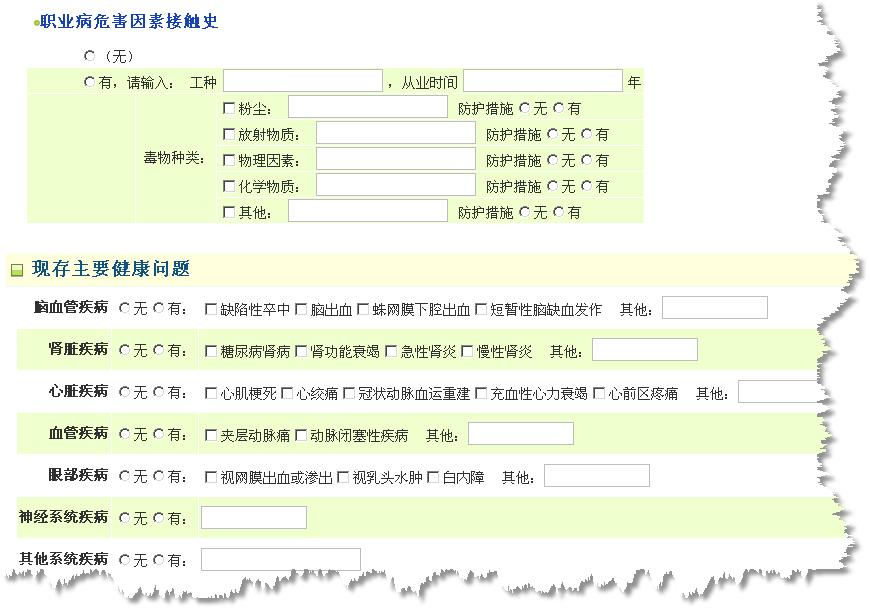 职业病危害因素接触史
（无）
有，请输入： 工种 ，从业时间 年
毒物种类：
粉尘： 防护措施 无 有
放射物质： 防护措施 无 有
物理因素： 防护措施 无 有
化学物质： 防护措施 无 有
其他： 防护措施 无 有
现存主要健康问题
脑血管疾病 无 有： 缺陷性卒中 脑出血 蛛网膜下腔出血 短暂性脑缺血发作 其他：
肾脏疾病 无 有： 糖尿病肾病 肾功能衰竭 急性肾炎 慢性肾炎 其他：
心脏疾病 无 有： 心肌梗死 心绞痛 冠状动脉血运重建 充血性心力衰竭 心前区疼痛 其他：
血管疾病 无 有： 夹层动脉痛 动脉闭塞性疾病 其他：
眼部疾病 无 有： 视网膜出血或渗出 视乳头水肿 白内障 其他：
神经系统疾病 无 有：
其他系统疾病 无 有：